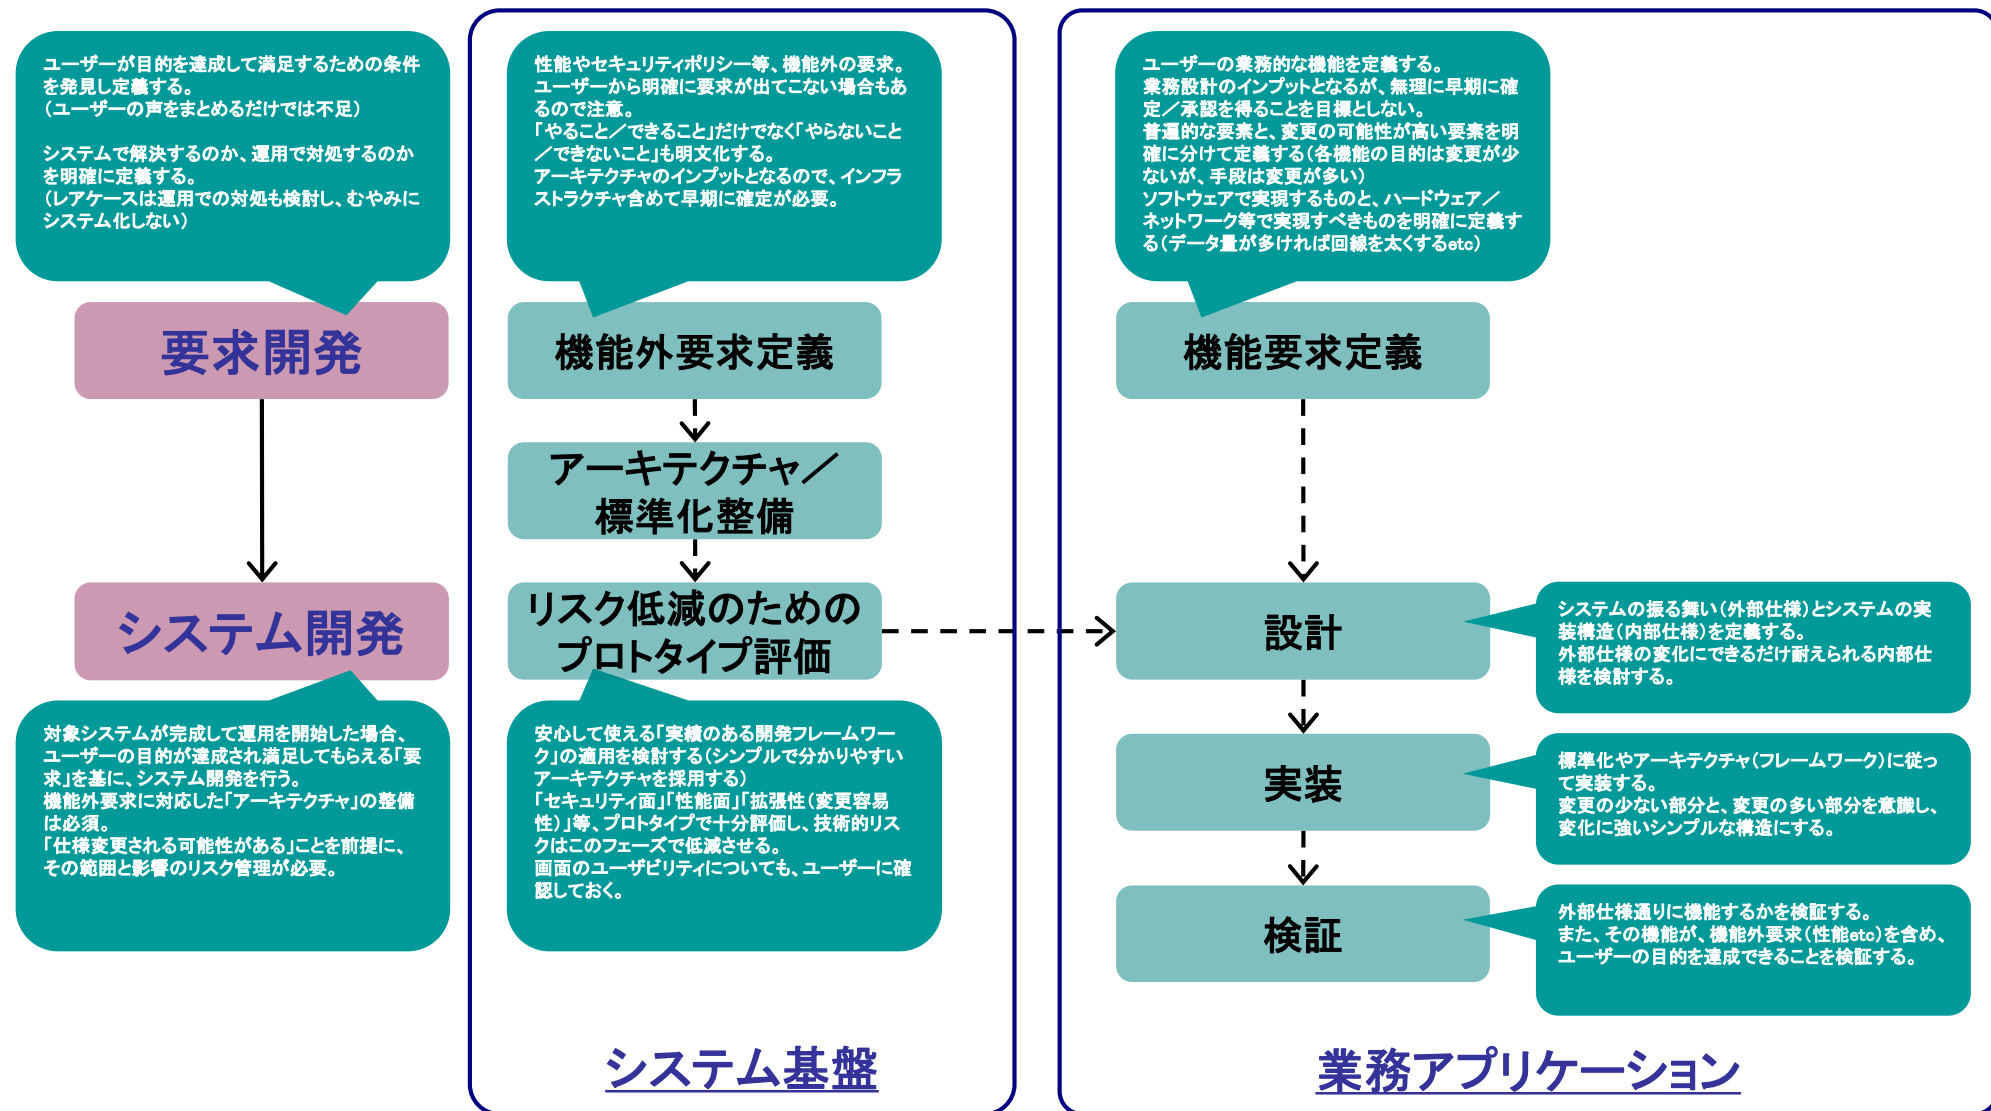 ユーザーが目的を達成して満足するための条件
を発見し定義する。
（ユーザーの声をまとめるだけでは不足）
システムで解決するのか、運用で対処するのか
を明確に定義する。
（レアケースは運用での対処も検討し、むやみに
システム化しない）
要求開発
システム開発
対象システムが完成して運用を開始した場合、
ユーザーの目的が達成され満足してもらえる「要
求」を基に、システム開発を行う。
機能外要求に対応した「アーキテクチャ」の整備
は必須。
「仕様変更される可能性がある」ことを前提に、
その範囲と影響のリスク管理が必要。
性能やセキュリティポリシー等、機能外の要求。
ユーザーから明確に要求が出てこない場合もあ
るので注意。
「やること／できること」だけでなく「やらないこと
／できないこと」も明文化する。
アーキテクチャのインプットとなるので、インフラ
ストラクチャ含めて早期に確定が必要。
機能外要求定義
アーキテクチャ／
標準化整備
リスク低減のための
プロトタイプ評価
安心して使える「実績のある開発フレームワー
ク」の適用を検討する（シンプルで分かりやすい
アーキテクチャを採用する）
「セキュリティ面」「性能面」「拡張性（変更容易
性）」等、プロトタイプで十分評価し、技術的リス
クはこのフェーズで低減させる。
画面のユーザビリティについても、ユーザーに確
認しておく。
システム基盤
ユーザーの業務的な機能を定義する。
業務設計のインプットとなるが、無理に早期に確
定／承認を得ることを目標としない。
普遍的な要素と、変更の可能性が高い要素を明
確に分けて定義する（各機能の目的は変更が少
ないが、手段は変更が多い）
ソフトウェアで実現するものと、ハードウェア／
ネットワーク等で実現すべきものを明確に定義す
る（データ量が多ければ回線を太くするetc）
機能要求定義
設計
システムの振る舞い（外部仕様）とシステムの実
装構造（内部仕様）を定義する。
外部仕様の変化にできるだけ耐えられる内部仕
様を検討する。
実装
標準化やアーキテクチャ（フレームワーク）に従っ
て実装する。
変更の少ない部分と、変更の多い部分を意識し、
変化に強いシンプルな構造にする。
検証
外部仕様通りに機能するかを検証する。
また、その機能が、機能外要求（性能etc）を含め、
ユーザーの目的を達成できることを検証する。
業務アプリケーション